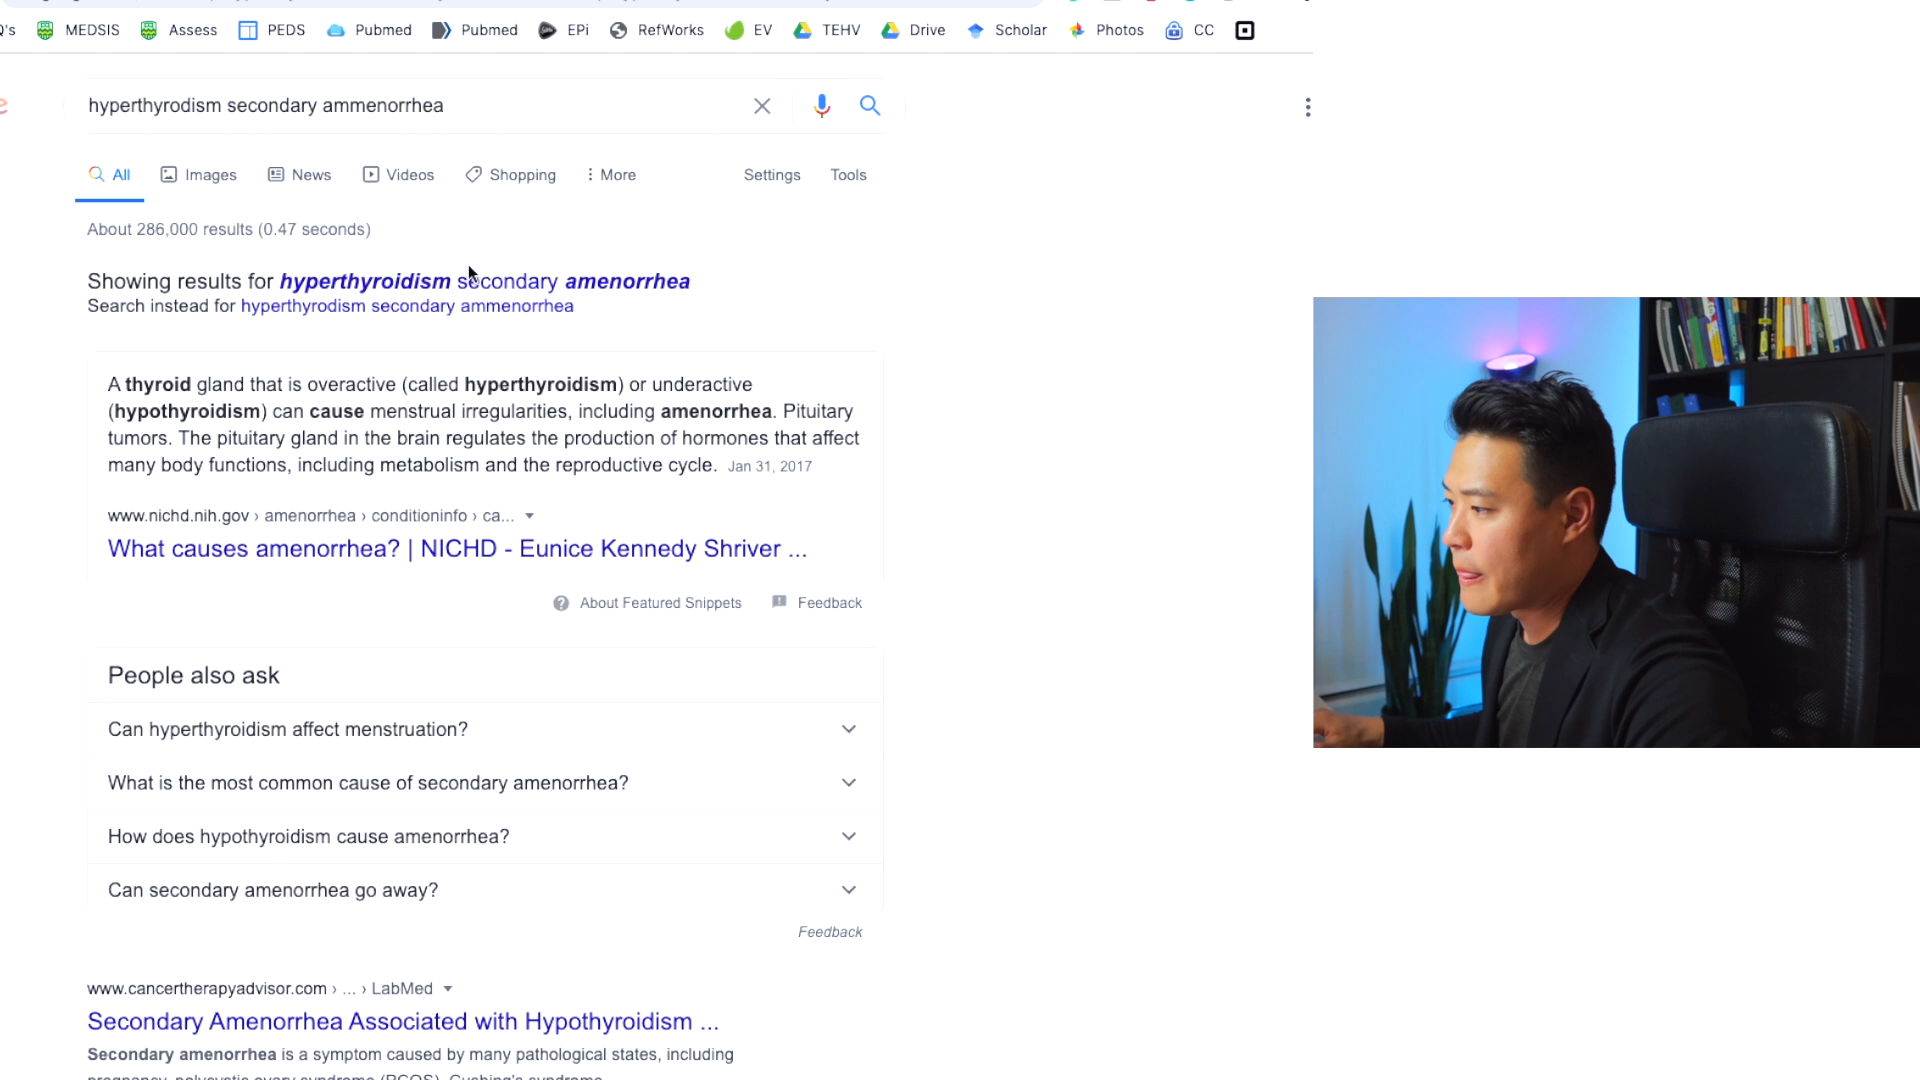 Q's MEDSIS Assess PEDS Pubmed Pubmed EPi RefWorks EV TEHV Drive Scholar Photos CC
hyperthyrodism secondary ammenorrhea
All Images News Videos Shopping More Settings Tools
About 286,000 results (0.47 seconds)
Showing results for hyperthyroidism secondary amenorrhea
Search instead for hyperthyrodism secondary ammenorrhea
A thyroid gland that is overactive (called hyperthyroidism) or underactive
(hypothyroidism) can cause menstrual irregularities, including amenorrhea. Pituitary
tumors. The pituitary gland in the brain regulates the production of hormones that affect
many body functions, including metabolism and the reproductive cycle. Jan 31, 2017
www.nichd.nih.gov › amenorrhea › conditioninfo › ca...
What causes amenorrhea? | NICHD - Eunice Kennedy Shriver ...
About Featured Snippets Feedback
People also ask
Can hyperthyroidism affect menstruation?
What is the most common cause of secondary amenorrhea?
How does hypothyroidism cause amenorrhea?
Can secondary amenorrhea go away?
Feedback
www.cancertherapyadvisor.com › ... › LabMed
Secondary Amenorrhea Associated with Hypothyroidism ...
Secondary amenorrhea is a symptom caused by many pathological states, including
pregnancy, polycystic ovary syndrome (PCOS), Cushing's syndrome